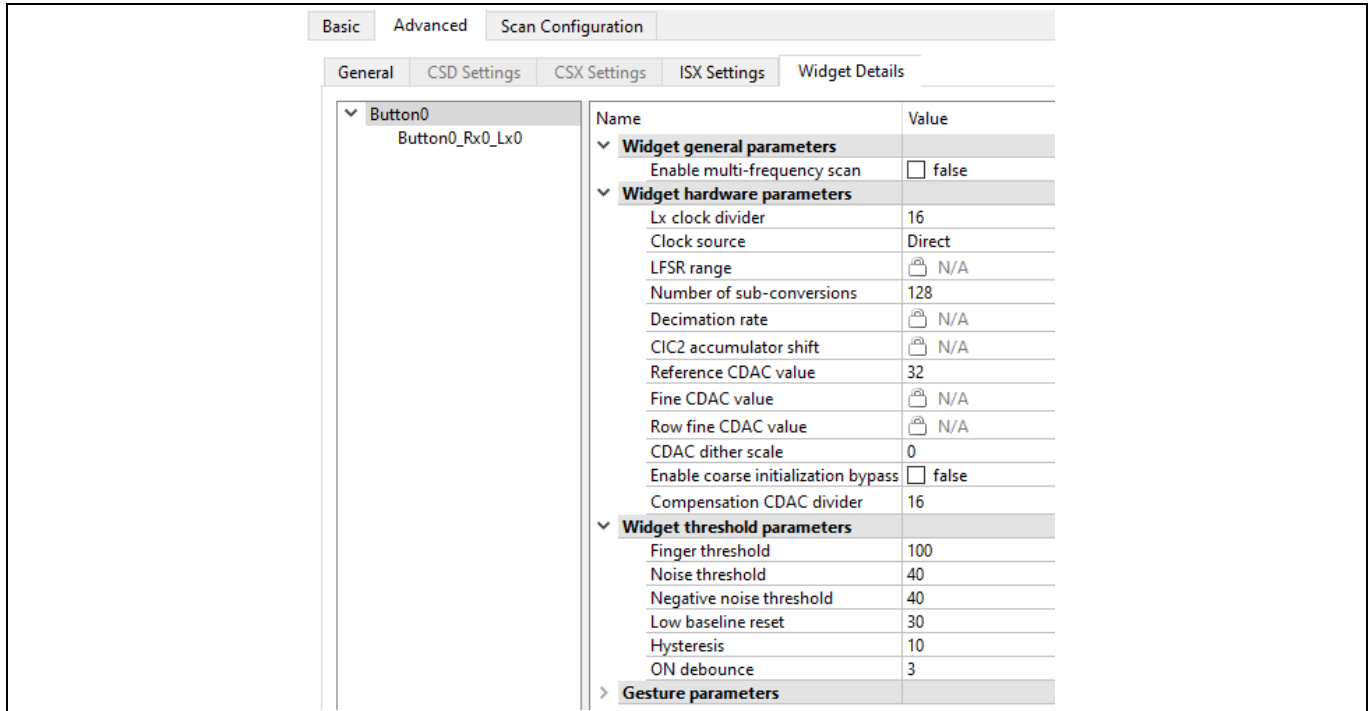 Basic Advanced Scan Configuration
General CSD Settings CSX Settings ISX Settings Widget Details
Button0
Button0_Rx0_Lx0
Name Value
Widget general parameters
Enable multi-frequency scan false
Widget hardware parameters
Lx clock divider 16
Clock source Direct
LFSR range N/A
Number of sub-conversions 128
Decimation rate N/A
CIC2 accumulator shift N/A
Reference CDAC value 32
Fine CDAC value N/A
Row fine CDAC value N/A
CDAC dither scale 0
Enable coarse initialization bypass false
Compensation CDAC divider 16
Widget threshold parameters
Finger threshold 100
Noise threshold 40
Negative noise threshold 40
Low baseline reset 30
Hysteresis 10
ON debounce 3
Gesture parameters